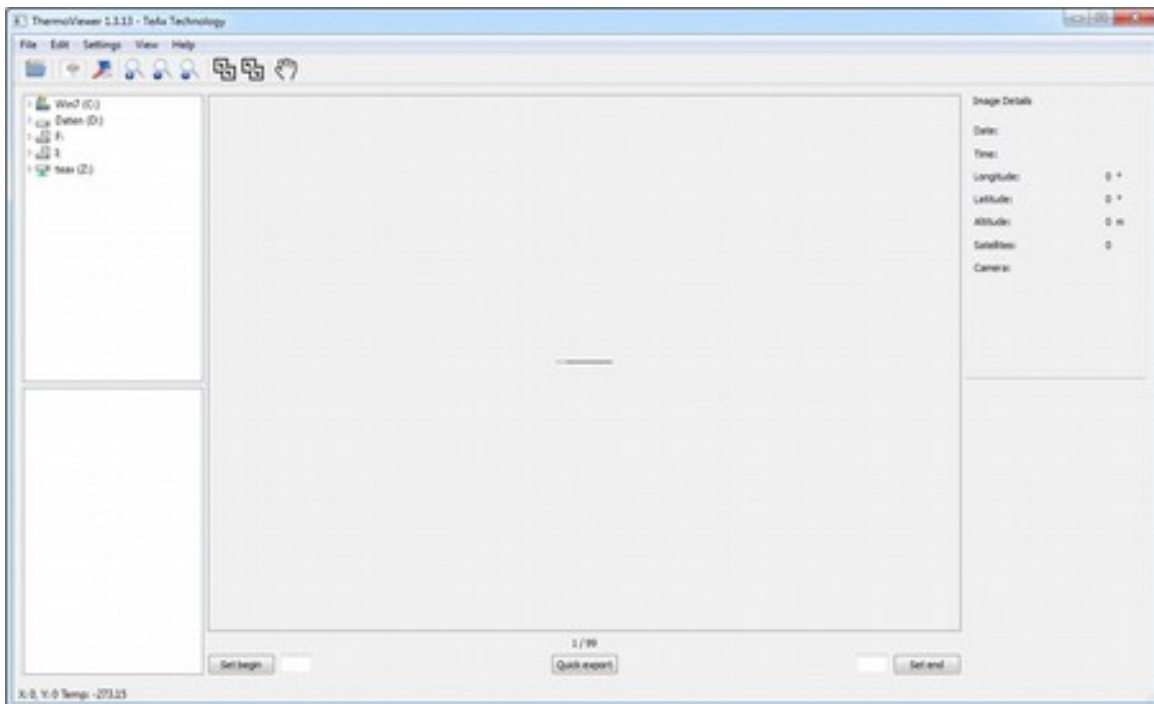 ThermoViewer 1.3.13 - TeAx Technology
File Edit Settings View Help
Win7 (C:)
Daten (D:)
F:
teax (Z:)
Image Details
Date:
Time:
Longitude: 0 °
Latitude: 0 °
Altitude: 0 m
Satellites: 0
Camera:
1 / 99
Set begin
Quick export
Set end
X: 0, Y: 0 Temp: -273.15